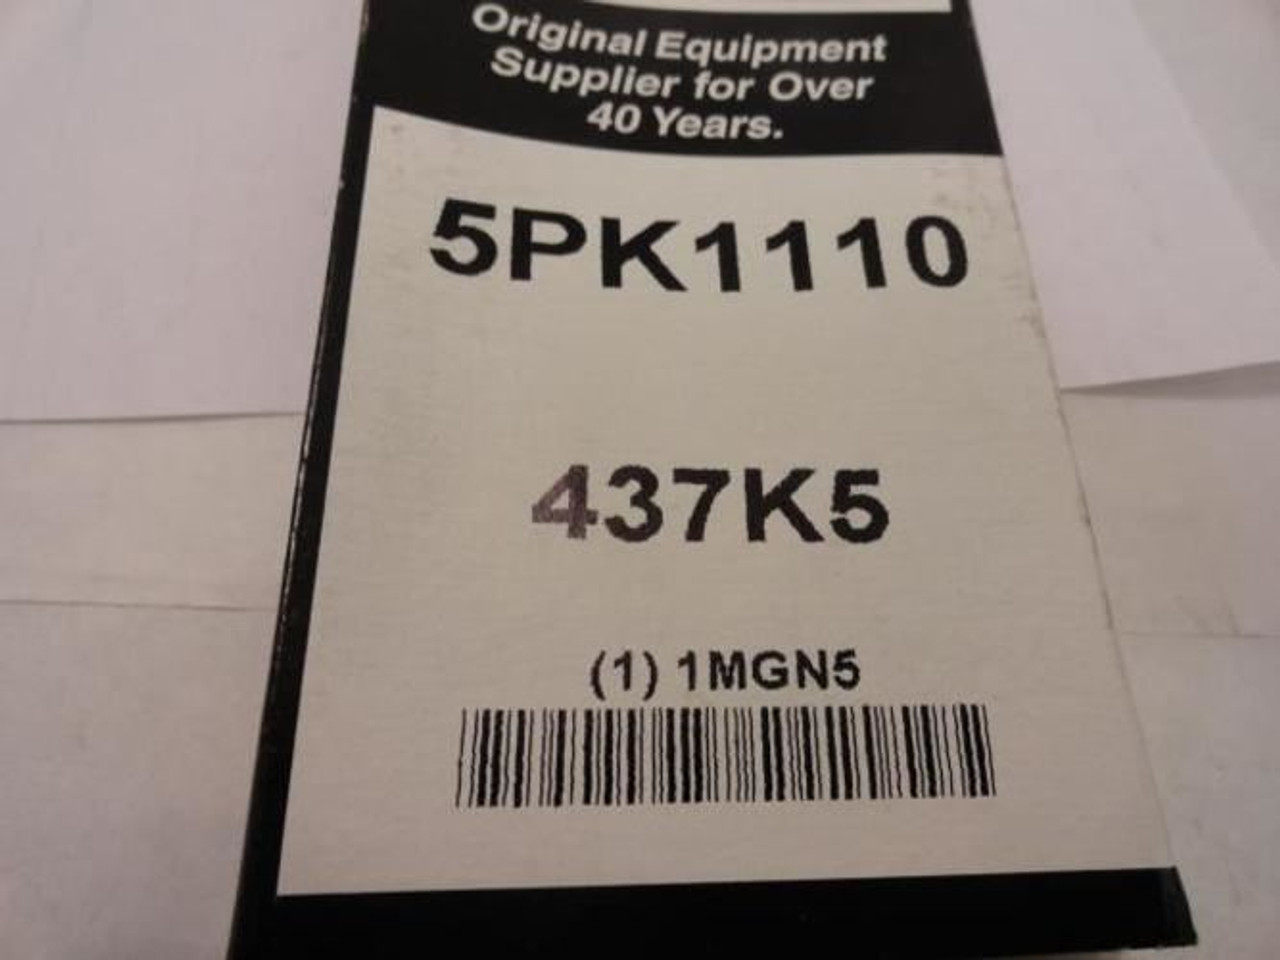 Original Equipment
Supplier for Over
40 Years.
5PK1110
437K5
(1) 1MGN5